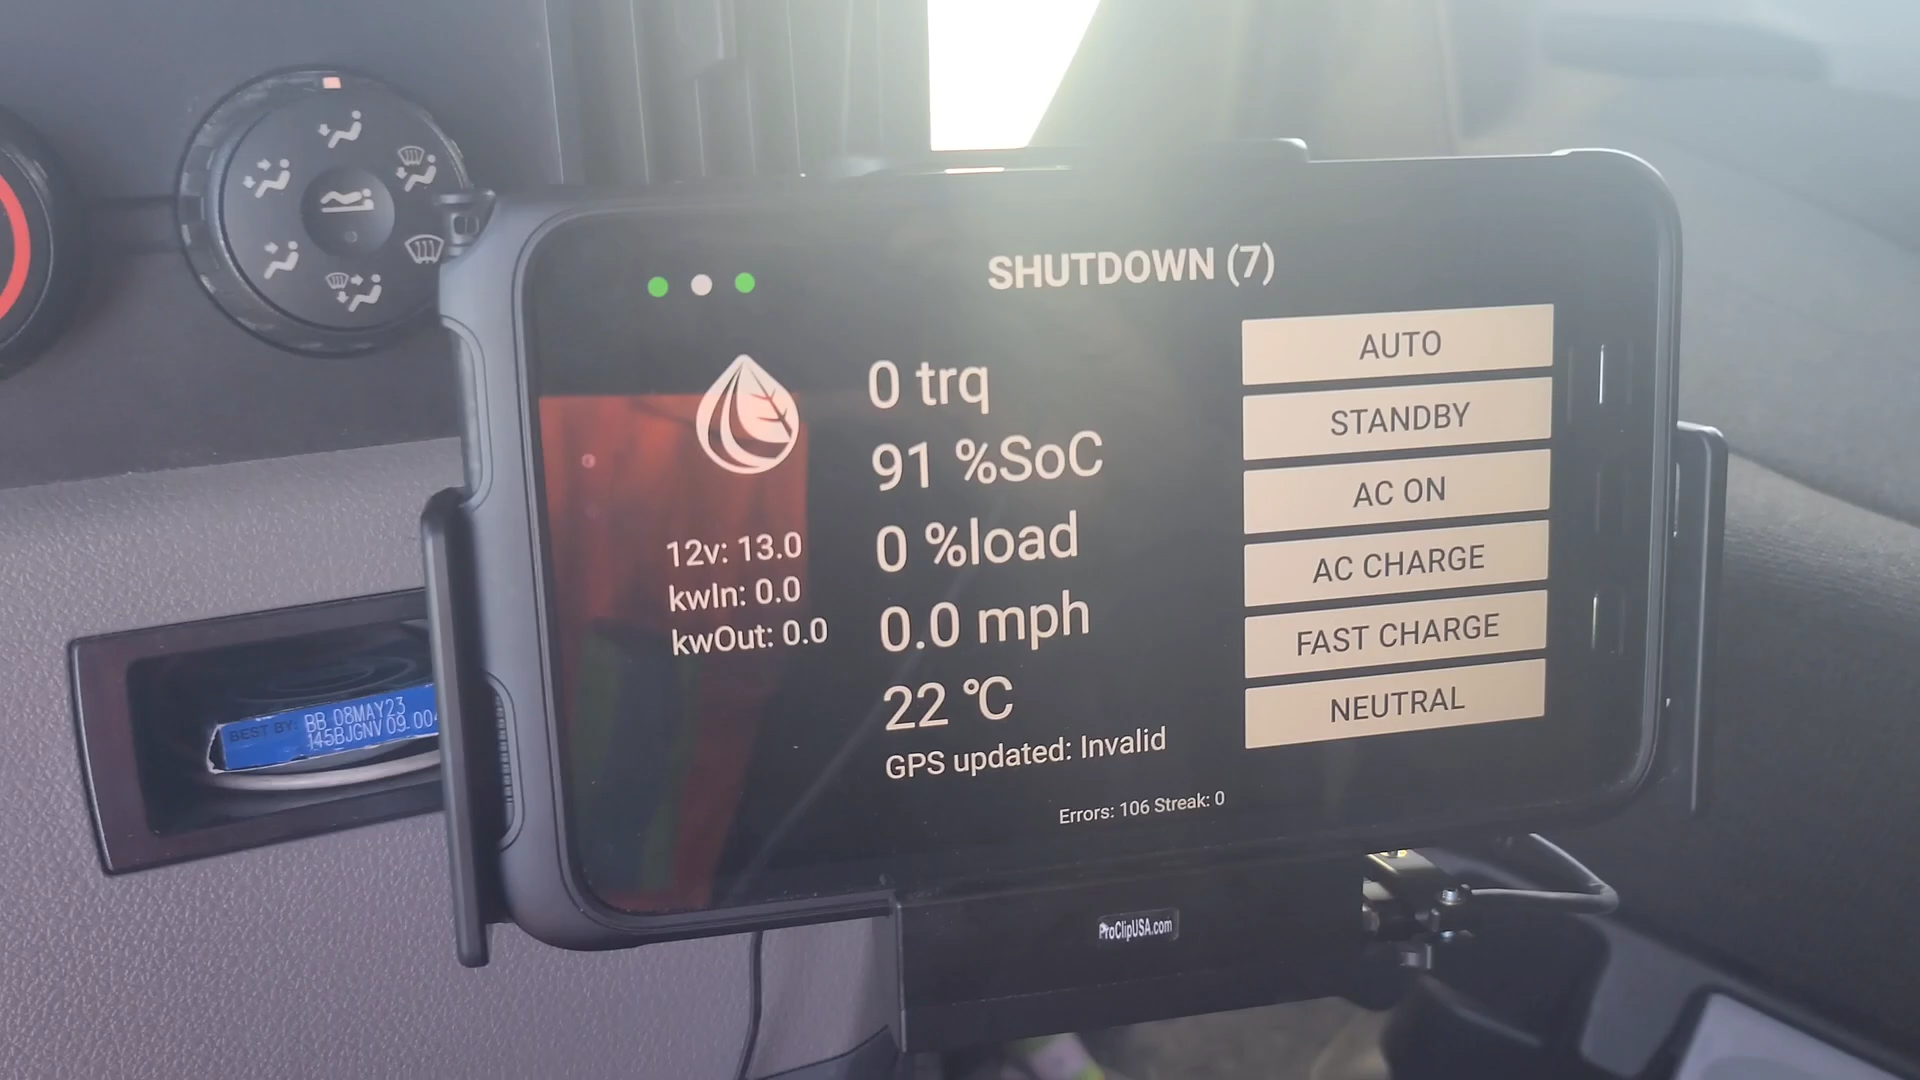 SHUTDOWN (7)
0 trq
91 %SoC
0 %load
0.0 mph
22 °C
GPS updated: Invalid
12v: 13.0
kwIn: 0.0
kwOut: 0.0
AUTO
STANDBY
AC ON
AC CHARGE
FAST CHARGE
NEUTRAL
Errors: 106 Streak: 0
ProClipUSA.com
BEST BY: BB 08MAY23
145BJGNV 09:00